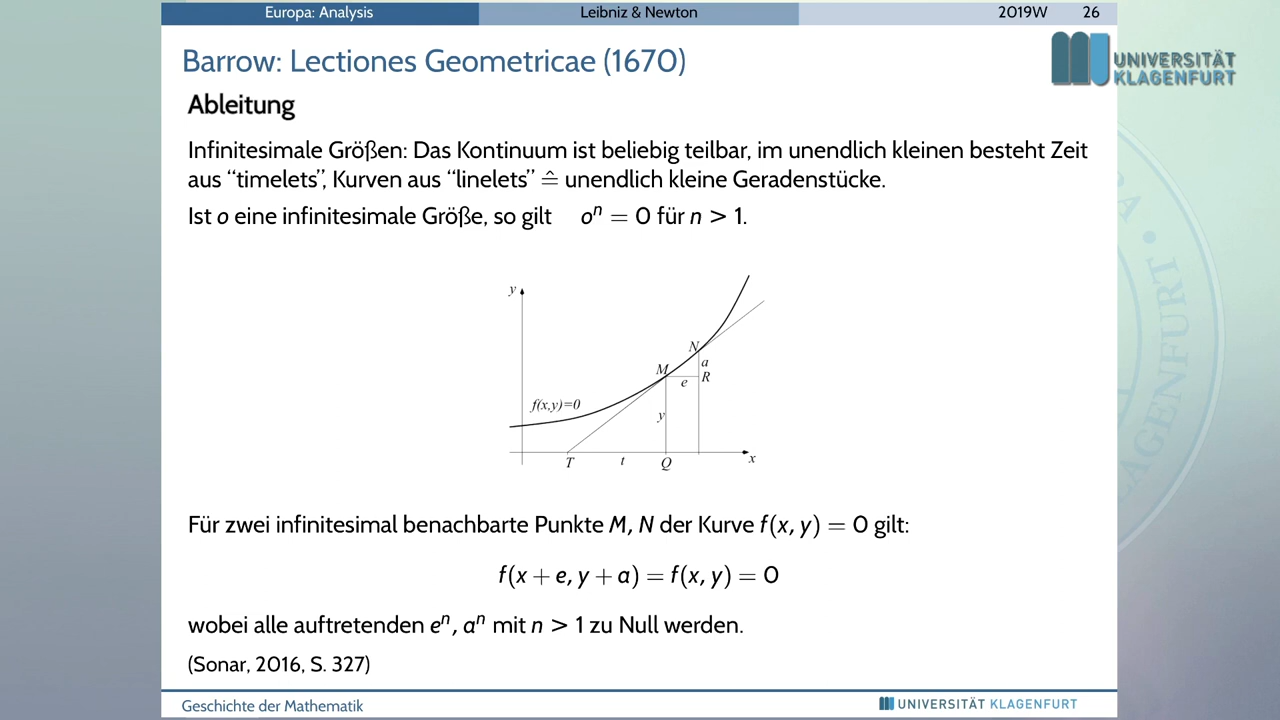 Europa: Analysis Leibniz & Newton 2019W 26
Barrow: Lectiones Geometricae (1670)
UNIVERSITÄT
KLAGENFURT
Ableitung
Infinitesimale Größen: Das Kontinuum ist beliebig teilbar, im unendlich kleinen besteht Zeit
aus “timelets”, Kurven aus “linelets” ≙ unendlich kleine Geradenstücke.
Ist o eine infinitesimale Größe, so gilt oⁿ = 0 für n > 1.
y
N
a
M
R
e
f(x,y)=0
y
T t Q x
Für zwei infinitesimal benachbarte Punkte M, N der Kurve f(x, y) = 0 gilt:
f(x + e, y + a) = f(x, y) = 0
wobei alle auftretenden eⁿ, aⁿ mit n > 1 zu Null werden.
(Sonar, 2016, S. 327)
Geschichte der Mathematik UNIVERSITÄT KLAGENFURT